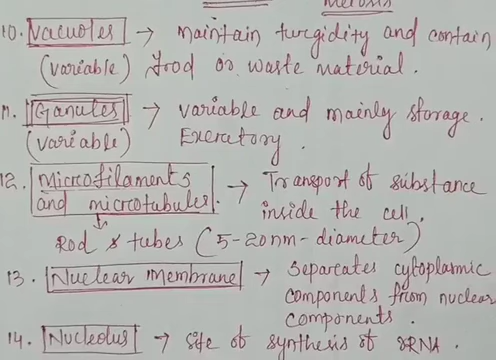 Meiosis
10. Vacuoles → Maintain turgidity and contain
(variable) food or waste material.
11. Ganules → variable and mainly storage.
(variable) Excretory.
12. Microfilaments → Transport of substance
and microtubules. inside the cell.
Rod & tubes (5-20nm-diameter)
13. Nuclear Membrane → Separates cytoplasmic
components from nuclear
components.
14. Nucleolus → site of synthesis of rRNA.